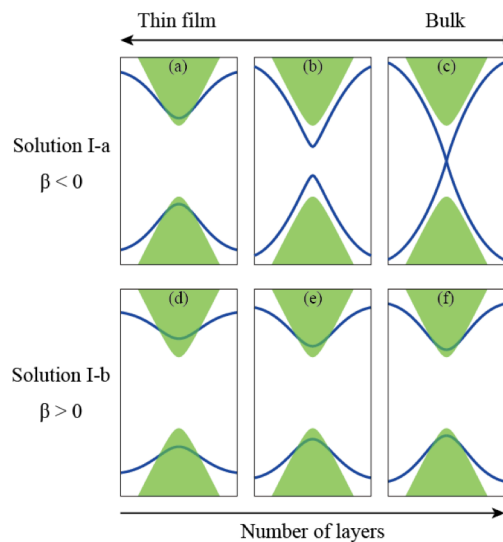 Thin film
Bulk
(a)
(b)
(c)
Solution I-a
β < 0
(d)
(e)
(f)
Solution I-b
β > 0
Number of layers